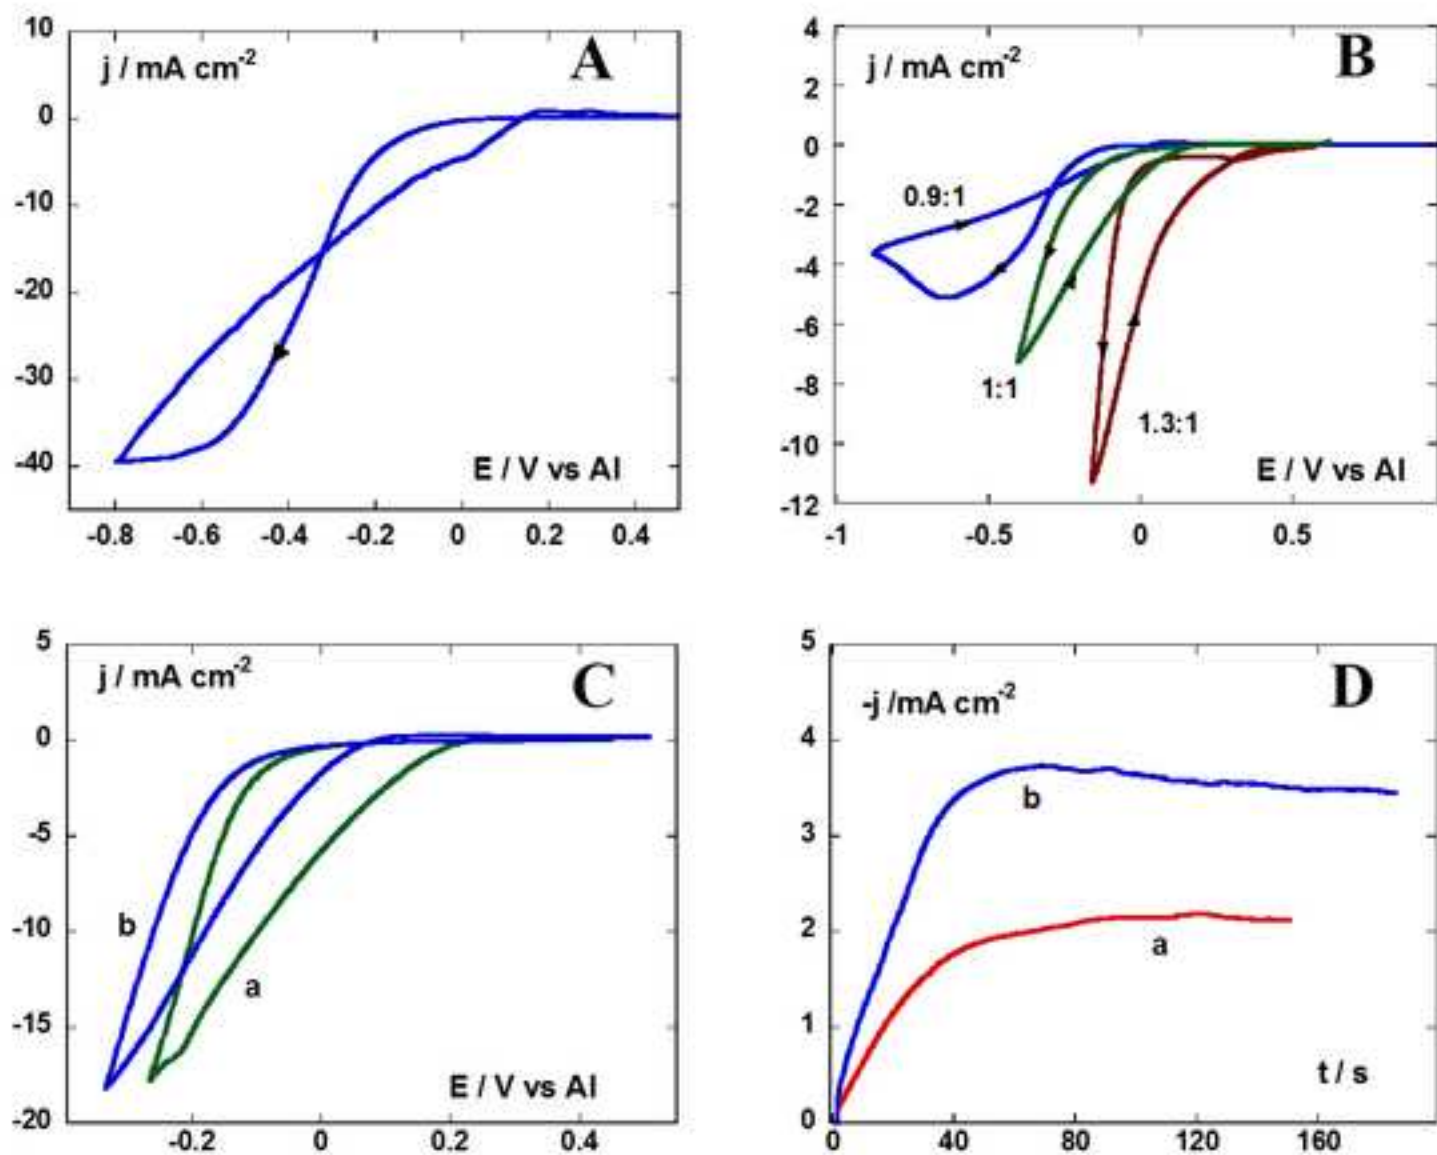 10
j / mA cm-2
A
0
-10
-20
-30
-40
E / V vs Al
-0.8 -0.6 -0.4 -0.2 0 0.2 0.4
4
j / mA cm-2
B
2
0
0.9:1
-2
-4
-6
1:1
-8
1.3:1
-10
E / V vs Al
-12
-1 -0.5 0 0.5
5
j / mA cm-2
C
0
-5
b
-10
a
-15
E / V vs Al
-20
-0.2 0 0.2 0.4
5
-j /mA cm-2
D
4
b
3
2
a
1
t / s
0
0 40 80 120 160